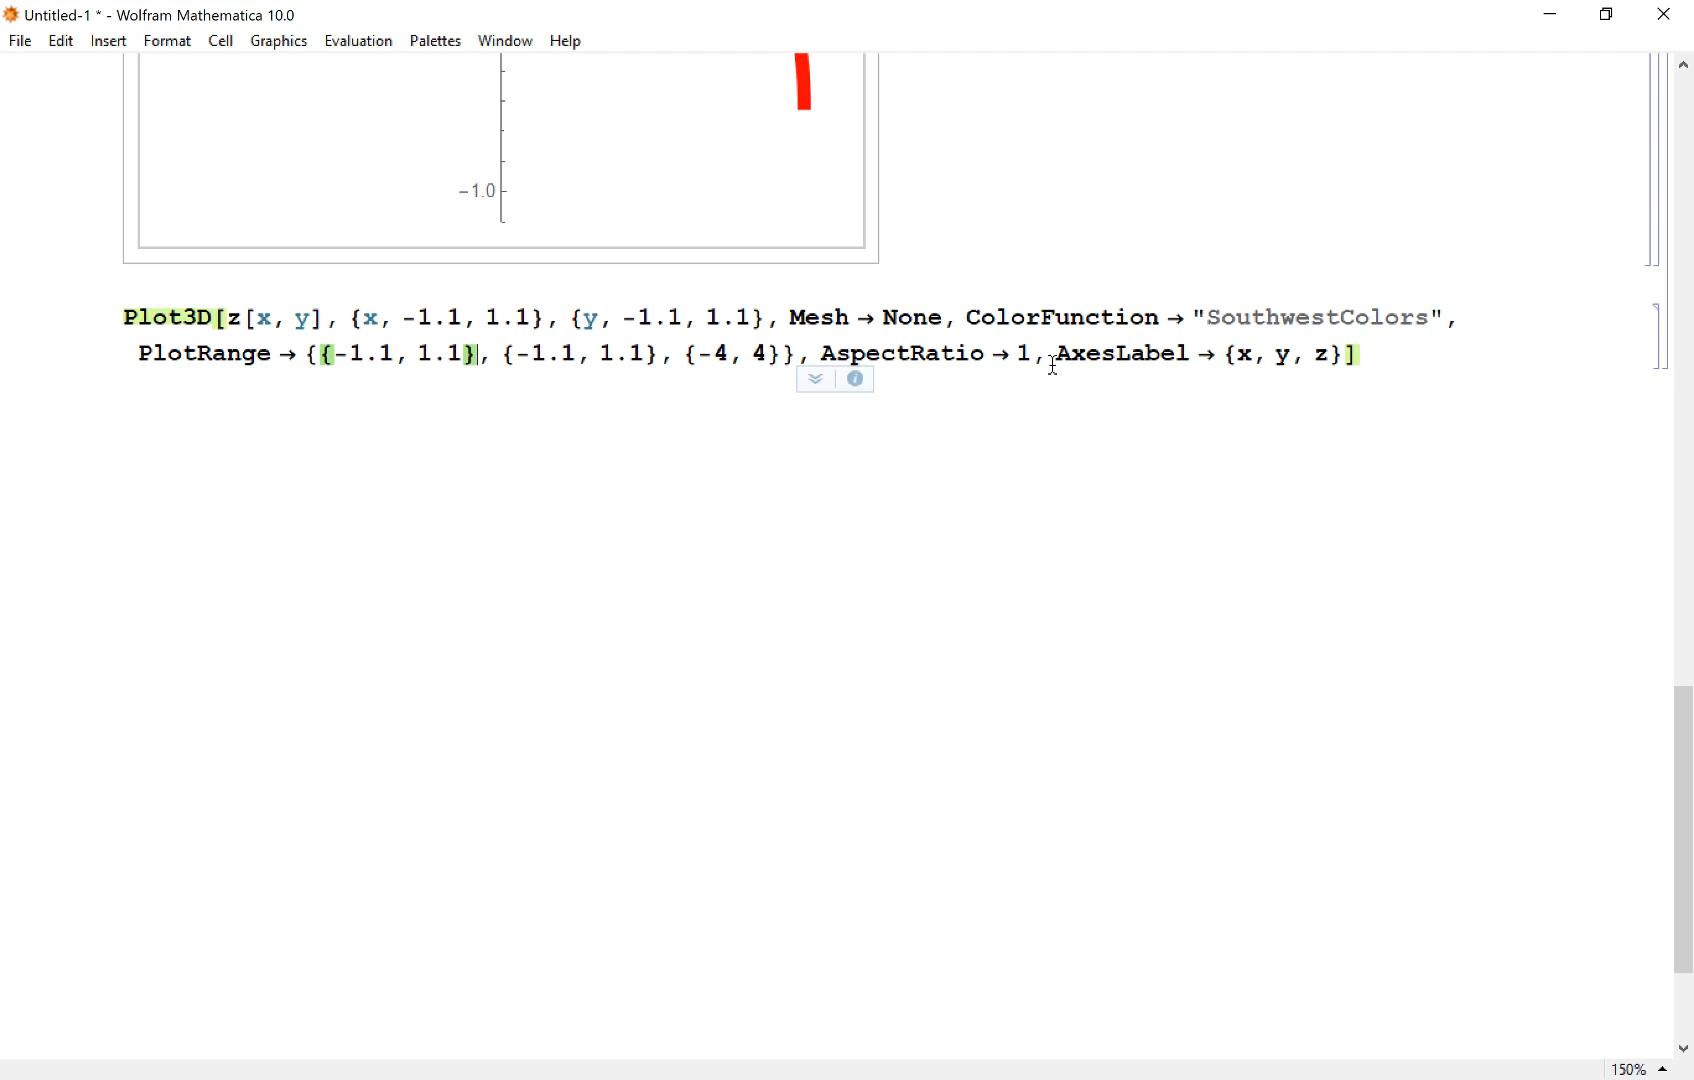 Untitled-1 * - Wolfram Mathematica 10.0
File Edit Insert Format Cell Graphics Evaluation Palettes Window Help
-1.0
Plot3D[z[x, y], {x, -1.1, 1.1}, {y, -1.1, 1.1}, Mesh → None, ColorFunction → "SouthwestColors",
PlotRange → {{-1.1, 1.1}, {-1.1, 1.1}, {-4, 4}}, AspectRatio → 1, AxesLabel → {x, y, z}]
150%